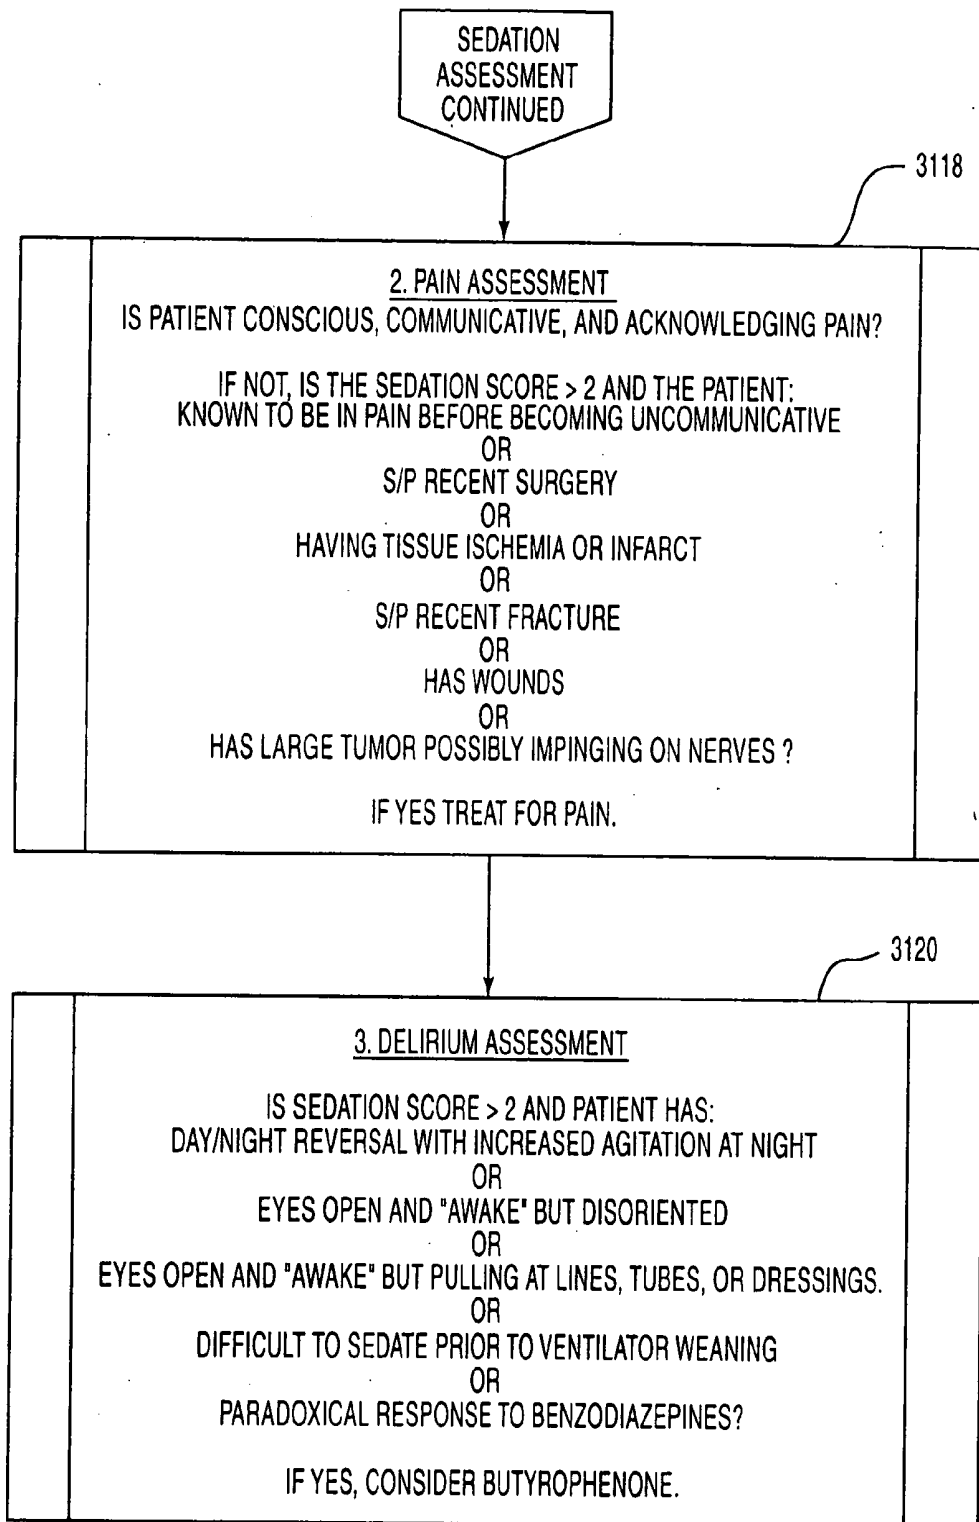 SEDATION
ASSESSMENT
CONTINUED
3118
2. PAIN ASSESSMENT
IS PATIENT CONSCIOUS, COMMUNICATIVE, AND ACKNOWLEDGING PAIN?
IF NOT, IS THE SEDATION SCORE > 2 AND THE PATIENT:
KNOWN TO BE IN PAIN BEFORE BECOMING UNCOMMUNICATIVE
OR
S/P RECENT SURGERY
OR
HAVING TISSUE ISCHEMIA OR INFARCT
OR
S/P RECENT FRACTURE
OR
HAS WOUNDS
OR
HAS LARGE TUMOR POSSIBLY IMPINGING ON NERVES ?
IF YES TREAT FOR PAIN.
3120
3. DELIRIUM ASSESSMENT
IS SEDATION SCORE > 2 AND PATIENT HAS:
DAY/NIGHT REVERSAL WITH INCREASED AGITATION AT NIGHT
OR
EYES OPEN AND "AWAKE" BUT DISORIENTED
OR
EYES OPEN AND "AWAKE" BUT PULLING AT LINES, TUBES, OR DRESSINGS.
OR
DIFFICULT TO SEDATE PRIOR TO VENTILATOR WEANING
OR
PARADOXICAL RESPONSE TO BENZODIAZEPINES?
IF YES, CONSIDER BUTYROPHENONE.